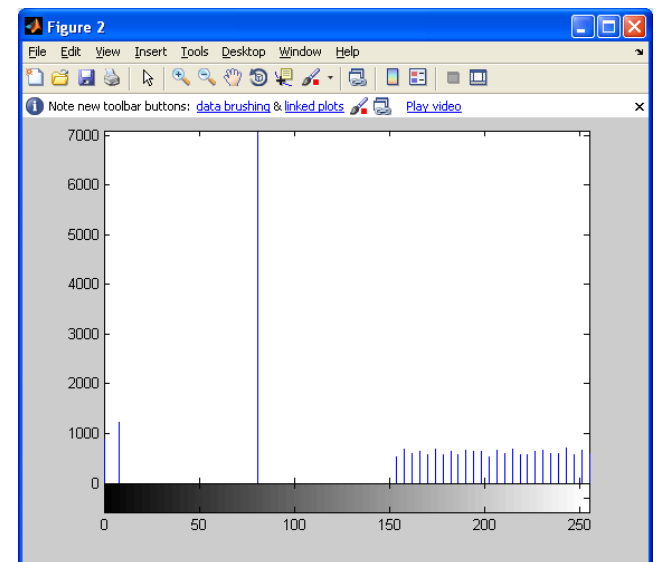 Figure 2
File Edit View Insert Tools Desktop Window Help
Note new toolbar buttons: data brushing & linked plots Play video
7000
6000
5000
4000
3000
2000
1000
0
0 50 100 150 200 250